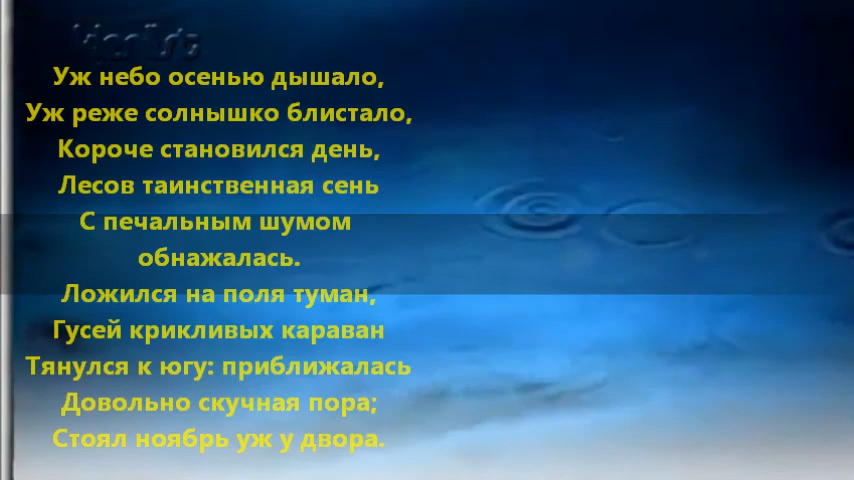 Уж небо осенью дышало,
Уж реже солнышко блистало,
Короче становился день,
Лесов таинственная сень
С печальным шумом
обнажалась.
Ложился на поля туман,
Гусей крикливых караван
Тянулся к югу: приближалась
Довольно скучная пора;
Стоял ноябрь уж у двора.